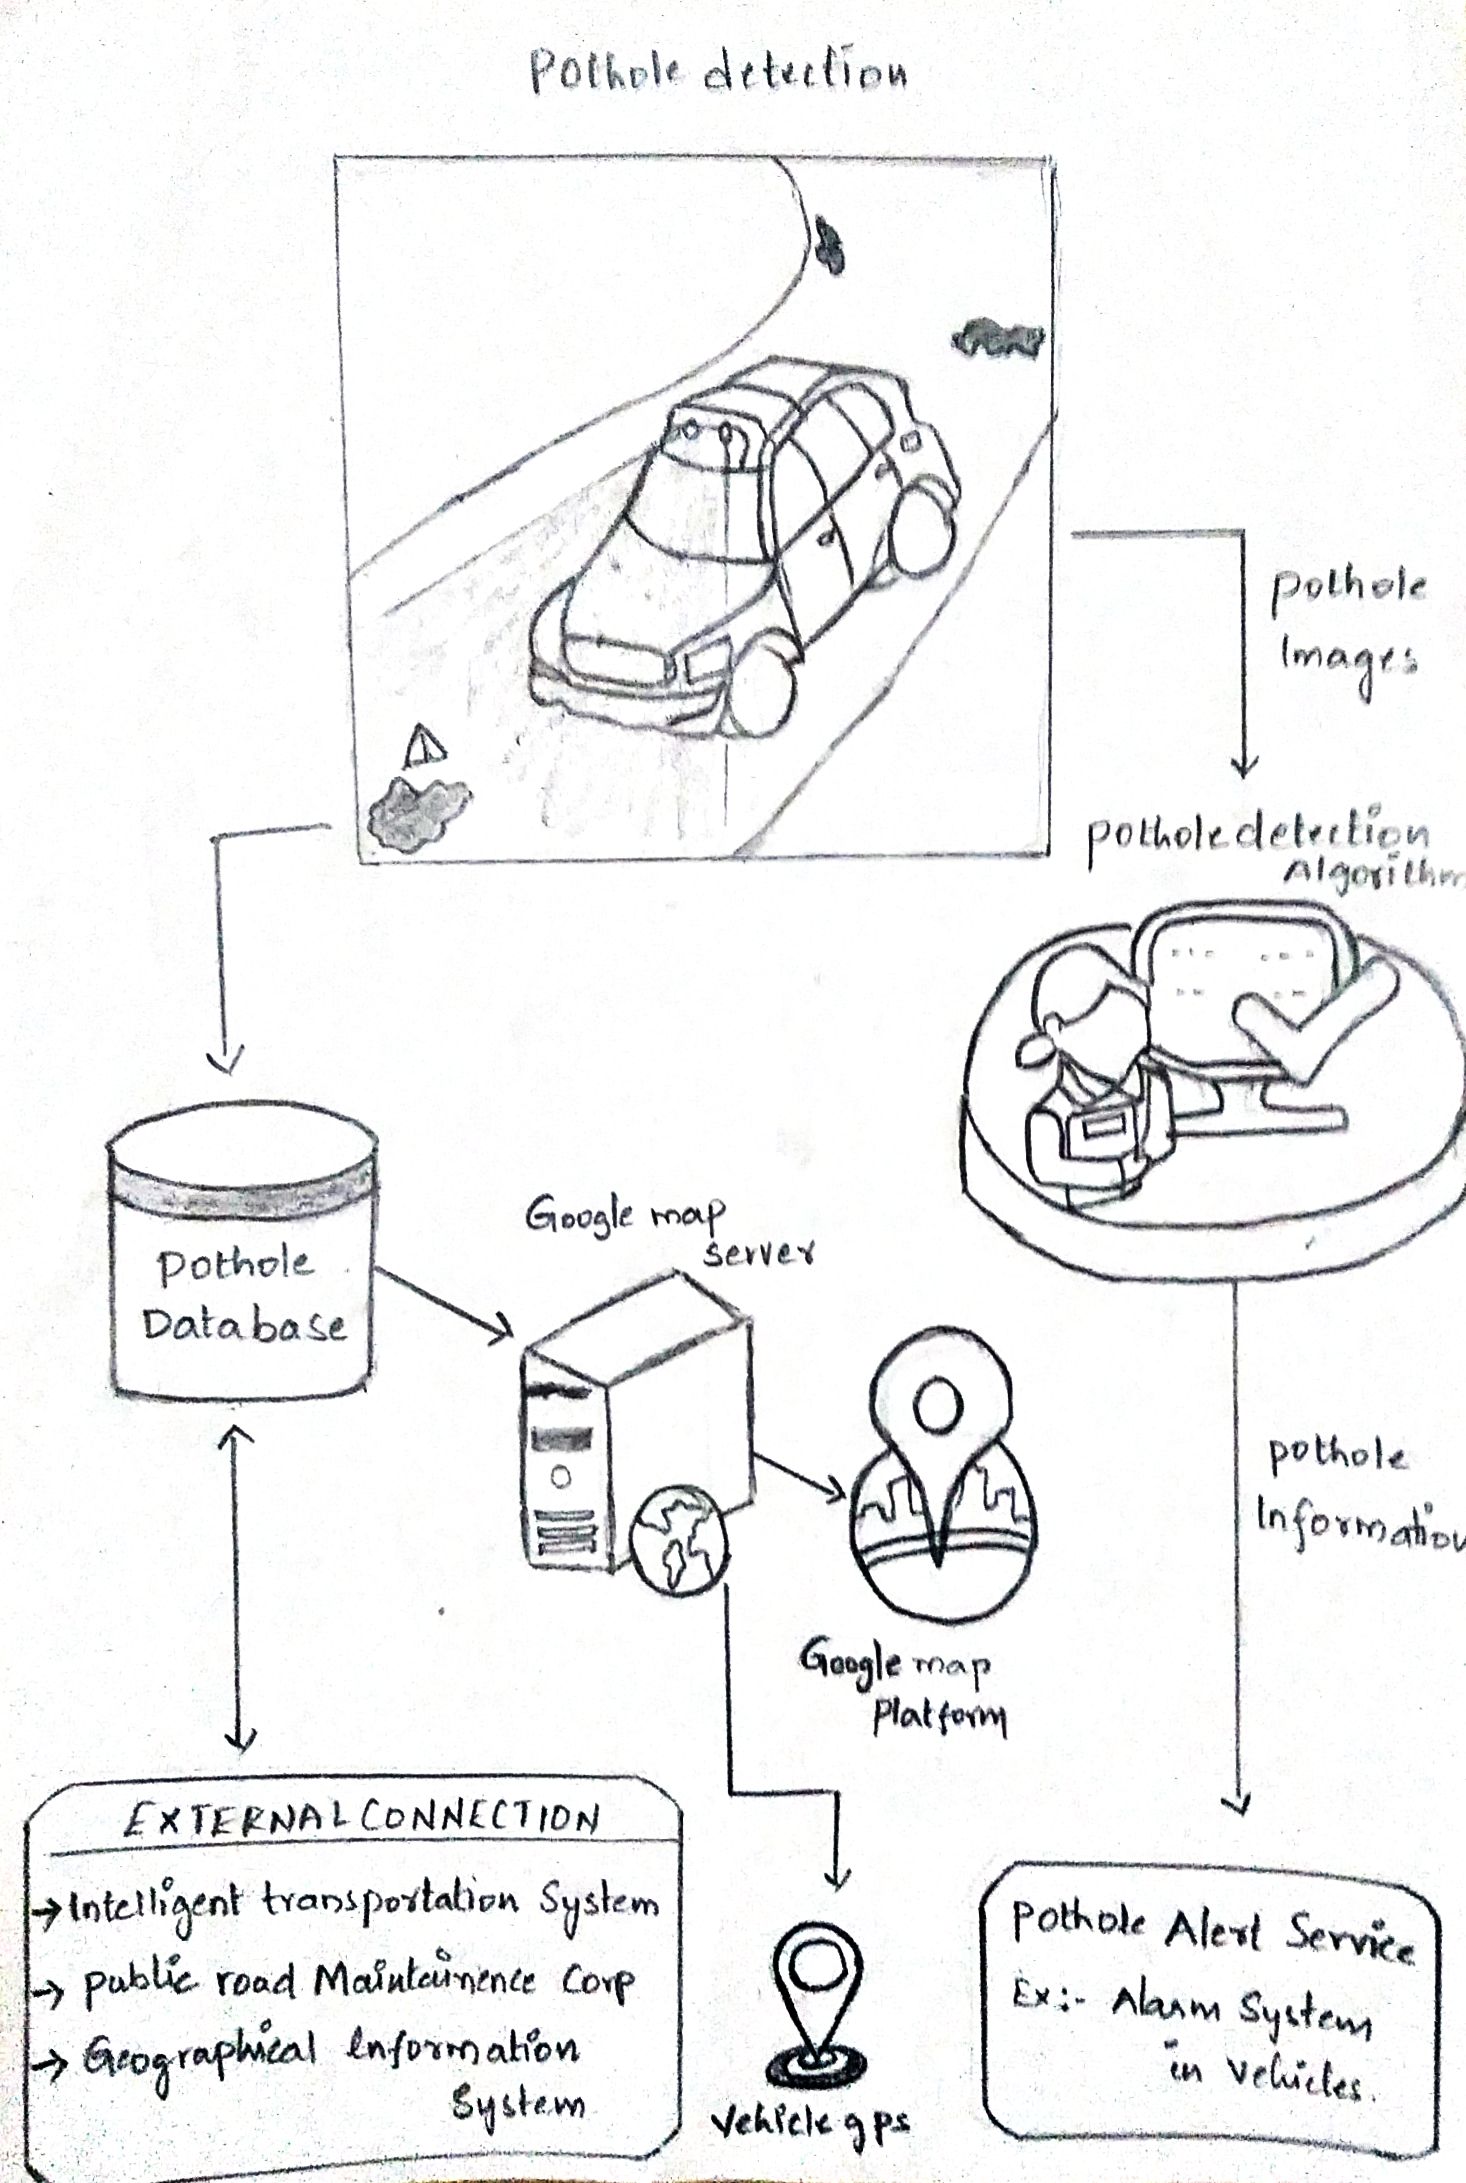 Pothole detection
pothole
Images
pothole detection
Algorithm
Pothole
Database
Google map
server
pothole
Information
Google map
Platform
EXTERNAL CONNECTION
→ Intelligent transportation System
→ public road Maintainence Corp
→ Geographical Information
System
Vehicle gps
Pothole Alert Service
Ex:- Alarm System
in Vehicles.